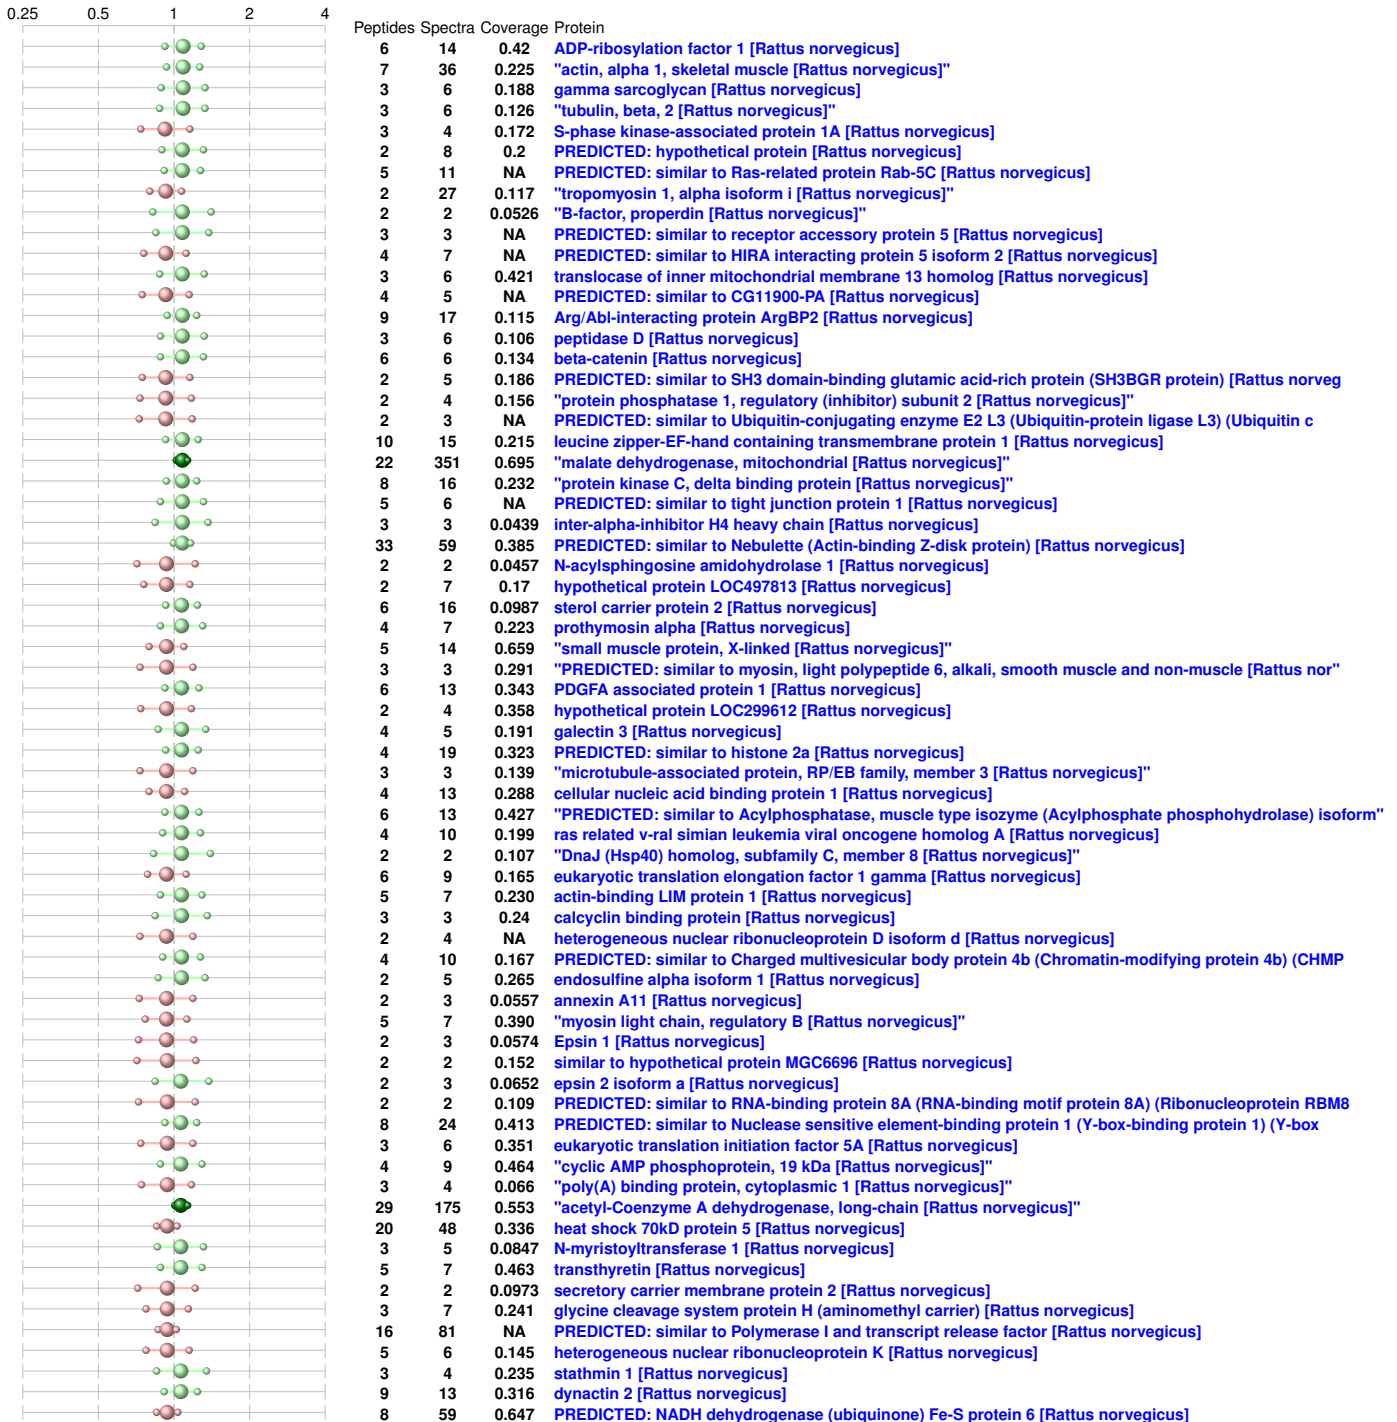 0.25 0.5 1 2 4
Peptides Spectra Coverage Protein
6 14 0.42 ADP-ribosylation factor 1 [Rattus norvegicus]
7 36 0.225 "actin, alpha 1, skeletal muscle [Rattus norvegicus]"
3 6 0.188 gamma sarcoglycan [Rattus norvegicus]
3 6 0.126 "tubulin, beta, 2 [Rattus norvegicus]"
3 4 0.172 S-phase kinase-associated protein 1A [Rattus norvegicus]
2 8 0.2 PREDICTED: hypothetical protein [Rattus norvegicus]
5 11 NA PREDICTED: similar to Ras-related protein Rab-5C [Rattus norvegicus]
2 27 0.117 "tropomyosin 1, alpha isoform i [Rattus norvegicus]"
2 2 0.0526 "B-factor, properdin [Rattus norvegicus]"
3 3 NA PREDICTED: similar to receptor accessory protein 5 [Rattus norvegicus]
4 7 NA PREDICTED: similar to HIRA interacting protein 5 isoform 2 [Rattus norvegicus]
3 6 0.421 translocase of inner mitochondrial membrane 13 homolog [Rattus norvegicus]
4 5 NA PREDICTED: similar to CG11900-PA [Rattus norvegicus]
9 17 0.115 Arg/Abl-interacting protein ArgBP2 [Rattus norvegicus]
3 6 0.106 peptidase D [Rattus norvegicus]
6 6 0.134 beta-catenin [Rattus norvegicus]
2 5 0.186 PREDICTED: similar to SH3 domain-binding glutamic acid-rich protein (SH3BGR protein) [Rattus norveg
2 4 0.156 "protein phosphatase 1, regulatory (inhibitor) subunit 2 [Rattus norvegicus]"
2 3 NA PREDICTED: similar to Ubiquitin-conjugating enzyme E2 L3 (Ubiquitin-protein ligase L3) (Ubiquitin c
10 15 0.215 leucine zipper-EF-hand containing transmembrane protein 1 [Rattus norvegicus]
22 351 0.695 "malate dehydrogenase, mitochondrial [Rattus norvegicus]"
8 16 0.232 "protein kinase C, delta binding protein [Rattus norvegicus]"
5 6 NA PREDICTED: similar to tight junction protein 1 [Rattus norvegicus]
3 3 0.0439 inter-alpha-inhibitor H4 heavy chain [Rattus norvegicus]
33 59 0.385 PREDICTED: similar to Nebulette (Actin-binding Z-disk protein) [Rattus norvegicus]
2 2 0.0457 N-acylsphingosine amidohydrolase 1 [Rattus norvegicus]
2 7 0.17 hypothetical protein LOC497813 [Rattus norvegicus]
6 16 0.0987 sterol carrier protein 2 [Rattus norvegicus]
4 7 0.223 prothymosin alpha [Rattus norvegicus]
5 14 0.659 "small muscle protein, X-linked [Rattus norvegicus]"
3 3 0.291 "PREDICTED: similar to myosin, light polypeptide 6, alkali, smooth muscle and non-muscle [Rattus nor"
6 13 0.343 PDGFA associated protein 1 [Rattus norvegicus]
2 4 0.358 hypothetical protein LOC299612 [Rattus norvegicus]
4 5 0.191 galectin 3 [Rattus norvegicus]
4 19 0.323 PREDICTED: similar to histone 2a [Rattus norvegicus]
3 3 0.139 "microtubule-associated protein, RP/EB family, member 3 [Rattus norvegicus]"
4 13 0.288 cellular nucleic acid binding protein 1 [Rattus norvegicus]
6 13 0.427 "PREDICTED: similar to Acylphosphatase, muscle type isozyme (Acylphosphate phosphohydrolase) isoform"
4 10 0.199 ras related v-ral simian leukemia viral oncogene homolog A [Rattus norvegicus]
2 2 0.107 "DnaJ (Hsp40) homolog, subfamily C, member 8 [Rattus norvegicus]"
6 9 0.165 eukaryotic translation elongation factor 1 gamma [Rattus norvegicus]
5 7 0.230 actin-binding LIM protein 1 [Rattus norvegicus]
3 3 0.24 calcyclin binding protein [Rattus norvegicus]
2 4 NA heterogeneous nuclear ribonucleoprotein D isoform d [Rattus norvegicus]
4 10 0.167 PREDICTED: similar to Charged multivesicular body protein 4b (Chromatin-modifying protein 4b) (CHMP
2 5 0.265 endosulfine alpha isoform 1 [Rattus norvegicus]
2 3 0.0557 annexin A11 [Rattus norvegicus]
5 7 0.390 "myosin light chain, regulatory B [Rattus norvegicus]"
2 3 0.0574 Epsin 1 [Rattus norvegicus]
2 2 0.152 similar to hypothetical protein MGC6696 [Rattus norvegicus]
2 3 0.0652 epsin 2 isoform a [Rattus norvegicus]
2 2 0.109 PREDICTED: similar to RNA-binding protein 8A (RNA-binding motif protein 8A) (Ribonucleoprotein RBM8
8 24 0.413 PREDICTED: similar to Nuclease sensitive element-binding protein 1 (Y-box-binding protein 1) (Y-box
3 6 0.351 eukaryotic translation initiation factor 5A [Rattus norvegicus]
4 9 0.464 "cyclic AMP phosphoprotein, 19 kDa [Rattus norvegicus]"
3 4 0.066 "poly(A) binding protein, cytoplasmic 1 [Rattus norvegicus]"
29 175 0.553 "acetyl-Coenzyme A dehydrogenase, long-chain [Rattus norvegicus]"
20 48 0.336 heat shock 70kD protein 5 [Rattus norvegicus]
3 5 0.0847 N-myristoyltransferase 1 [Rattus norvegicus]
5 7 0.463 transthyretin [Rattus norvegicus]
2 2 0.0973 secretory carrier membrane protein 2 [Rattus norvegicus]
3 7 0.241 glycine cleavage system protein H (aminomethyl carrier) [Rattus norvegicus]
16 81 NA PREDICTED: similar to Polymerase I and transcript release factor [Rattus norvegicus]
5 6 0.145 heterogeneous nuclear ribonucleoprotein K [Rattus norvegicus]
3 4 0.235 stathmin 1 [Rattus norvegicus]
9 13 0.316 dynactin 2 [Rattus norvegicus]
8 59 0.647 PREDICTED: NADH dehydrogenase (ubiquinone) Fe-S protein 6 [Rattus norvegicus]